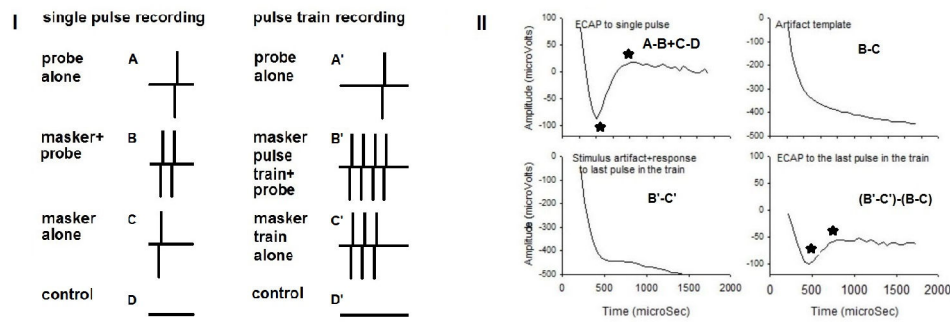 I
single pulse recording
pulse train recording
probe
alone
A
probe
alone
A'
masker+
probe
B
masker
pulse
train+
probe
B'
masker
alone
C
masker
train
alone
C'
control
D
control
D'
II
ECAP to single pulse
A-B+C-D
Amplitude (microVolts)
100
50
0
-50
-100
Artifact template
B-C
0
-100
-200
-300
-400
-500
Stimulus artifact+response
to last pulse in the train
B'-C'
Amplitude (microVolts)
0
-100
-200
-300
-400
-500
0
500
1000
1500
2000
Time (microSec)
ECAP to the last pulse in the train
(B'-C')-(B-C)
100
50
0
-50
-100
0
500
1000
1500
2000
Time (microSec)